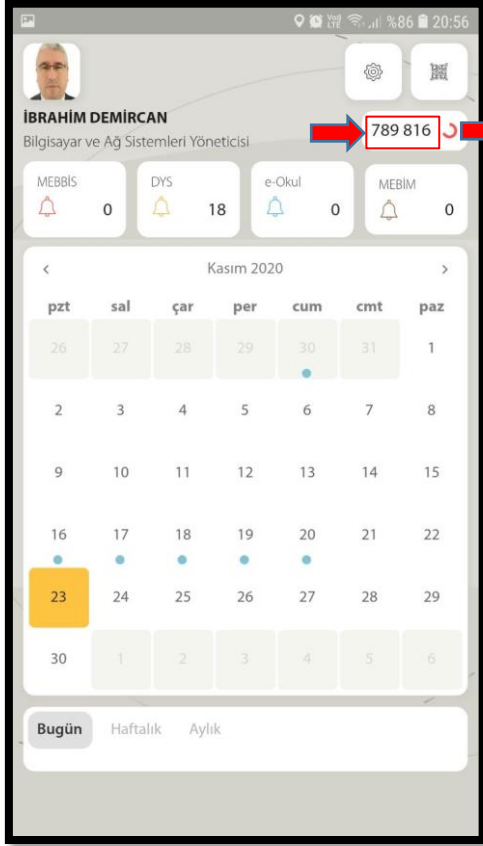 %86 20:56
İBRAHİM DEMİRCAN
Bilgisayar ve Ağ Sistemleri Yöneticisi
789 816
MEBBİS DYS e-Okul MEBİM
0 18 0 0
< Kasım 2020 >
pzt sal çar per cum cmt paz
26 27 28 29 30 31 1
2 3 4 5 6 7 8
9 10 11 12 13 14 15
16 17 18 19 20 21 22
23 24 25 26 27 28 29
30 1 2 3 4 5 6
Bugün Haftalık Aylık